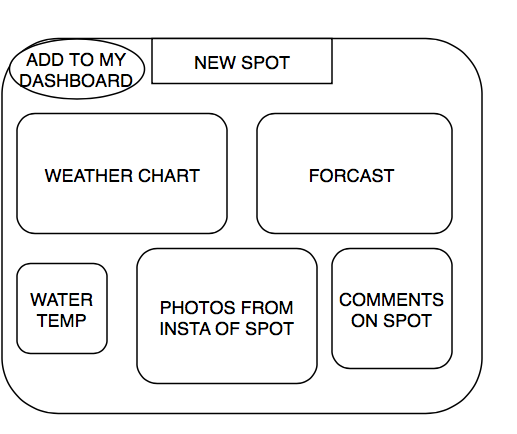 ADD TO MY
DASHBOARD
NEW SPOT
WEATHER CHART
FORCAST
WATER
TEMP
PHOTOS FROM
INSTA OF SPOT
COMMENTS
ON SPOT